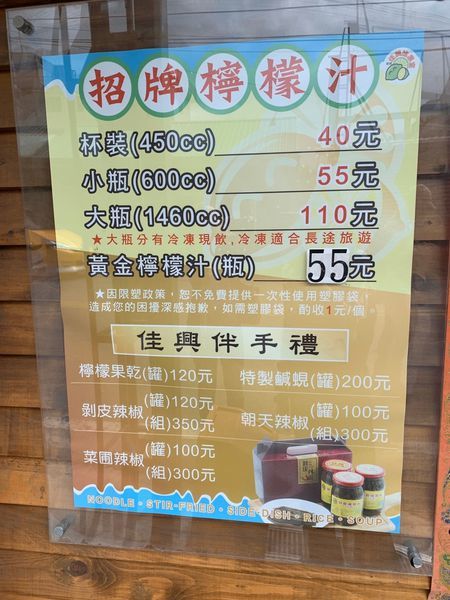 招牌檸檬汁
杯裝(450cc) 40元
小瓶(600cc) 55元
大瓶(1460cc) 110元
★大瓶分有冷凍現飲,冷凍適合長途旅遊
黃金檸檬汁(瓶) 55元
★因限塑政策，恕不免費提供一次性使用塑膠袋，
造成您的困擾深感抱歉，如需塑膠袋，酌收1元/個。
佳興伴手禮
檸檬果乾(罐)120元 特製鹹蜆(罐)200元
剝皮辣椒(罐)120元
(組)350元
朝天辣椒(罐)100元
(組)300元
菜圃辣椒(罐)100元
(組)300元
NOODLE・STIR-FRIED・SIDE-DISH・RICE・SOUP